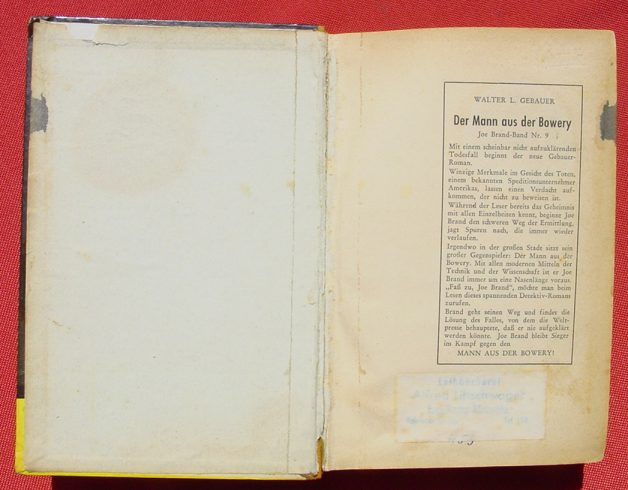 WALTER L. GEBAUER
Der Mann aus der Bowery
Joe Brand-Band Nr. 9
Mit einem scheinbar nicht aufzuklärenden
Todesfall beginnt der neue Gebauer-
Roman.
Winzige Merkmale im Gesicht des Toten,
einem bekannten Speditionsunternehmer
Amerikas, lassen einen Verdacht auf-
kommen, der nicht zu beweisen ist.
Während der Leser bereits das Geheimnis
mit allen Einzelheiten kennt, beginnt Joe
Brand den schweren Weg der Ermittlung,
jagt Spuren nach, die immer wieder
verlaufen.
Irgendwo in der großen Stadt sitzt sein
großer Gegenspieler: Der Mann aus der
Bowery. Mit allen modernen Mitteln der
Technik und der Wissenschaft ist er Joe
Brand immer um eine Nasenlänge voraus.
„Faß zu, Joe Brand", möchte man beim
Lesen dieses spannenden Detektiv-Romans
zurufen.
Brand geht seinen Weg und findet die
Lösung des Falles, von dem die Welt-
presse behauptete, daß er nie aufgeklärt
werden könnte. Joe Brand bleibt Sieger
im Kampf gegen den
MANN AUS DER BOWERY!
Leihbücherei
Alfred